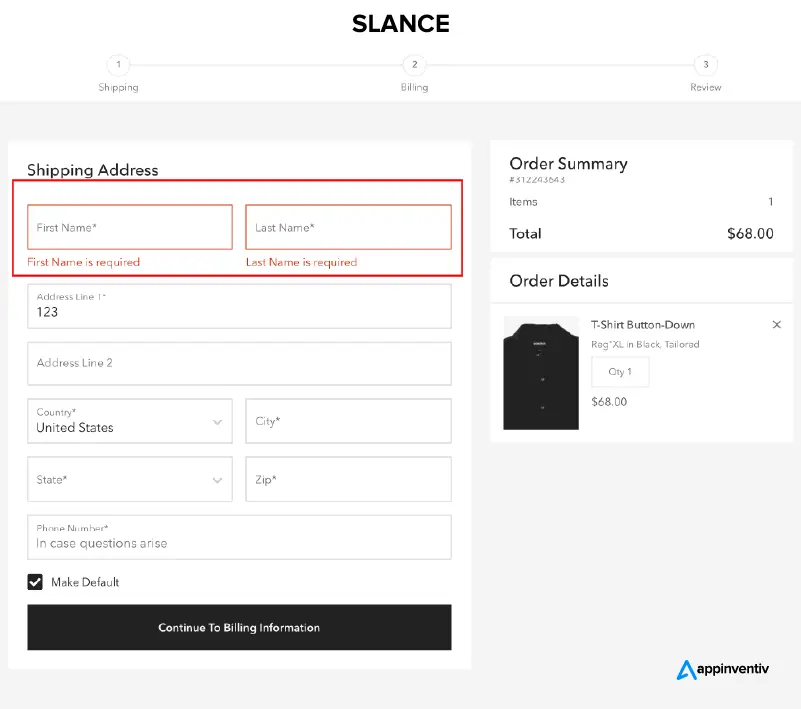 SLANCE
1
2
3
Shipping
Billing
Review
Shipping Address
First Name*
Last Name*
First Name is required
Last Name is required
Address Line 1*
123
Address Line 2
Country*
United States
City*
State*
Zip*
Phone Number*
In case questions arise
Make Default
Continue To Billing Information
Order Summary
#312243643
Items 1
Total $68.00
Order Details
T-Shirt Button-Down
Reg*XL in Black, Tailored
Qty 1
$68.00
appinventiv